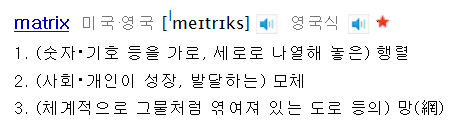 matrix 미국·영국 [ˈmeɪtrɪks] 영국식
1. (숫자·기호 등을 가로, 세로로 나열해 놓은) 행렬
2. (사회·개인이 성장, 발달하는) 모체
3. (체계적으로 그물처럼 엮여져 있는 도로 등의) 망(網)